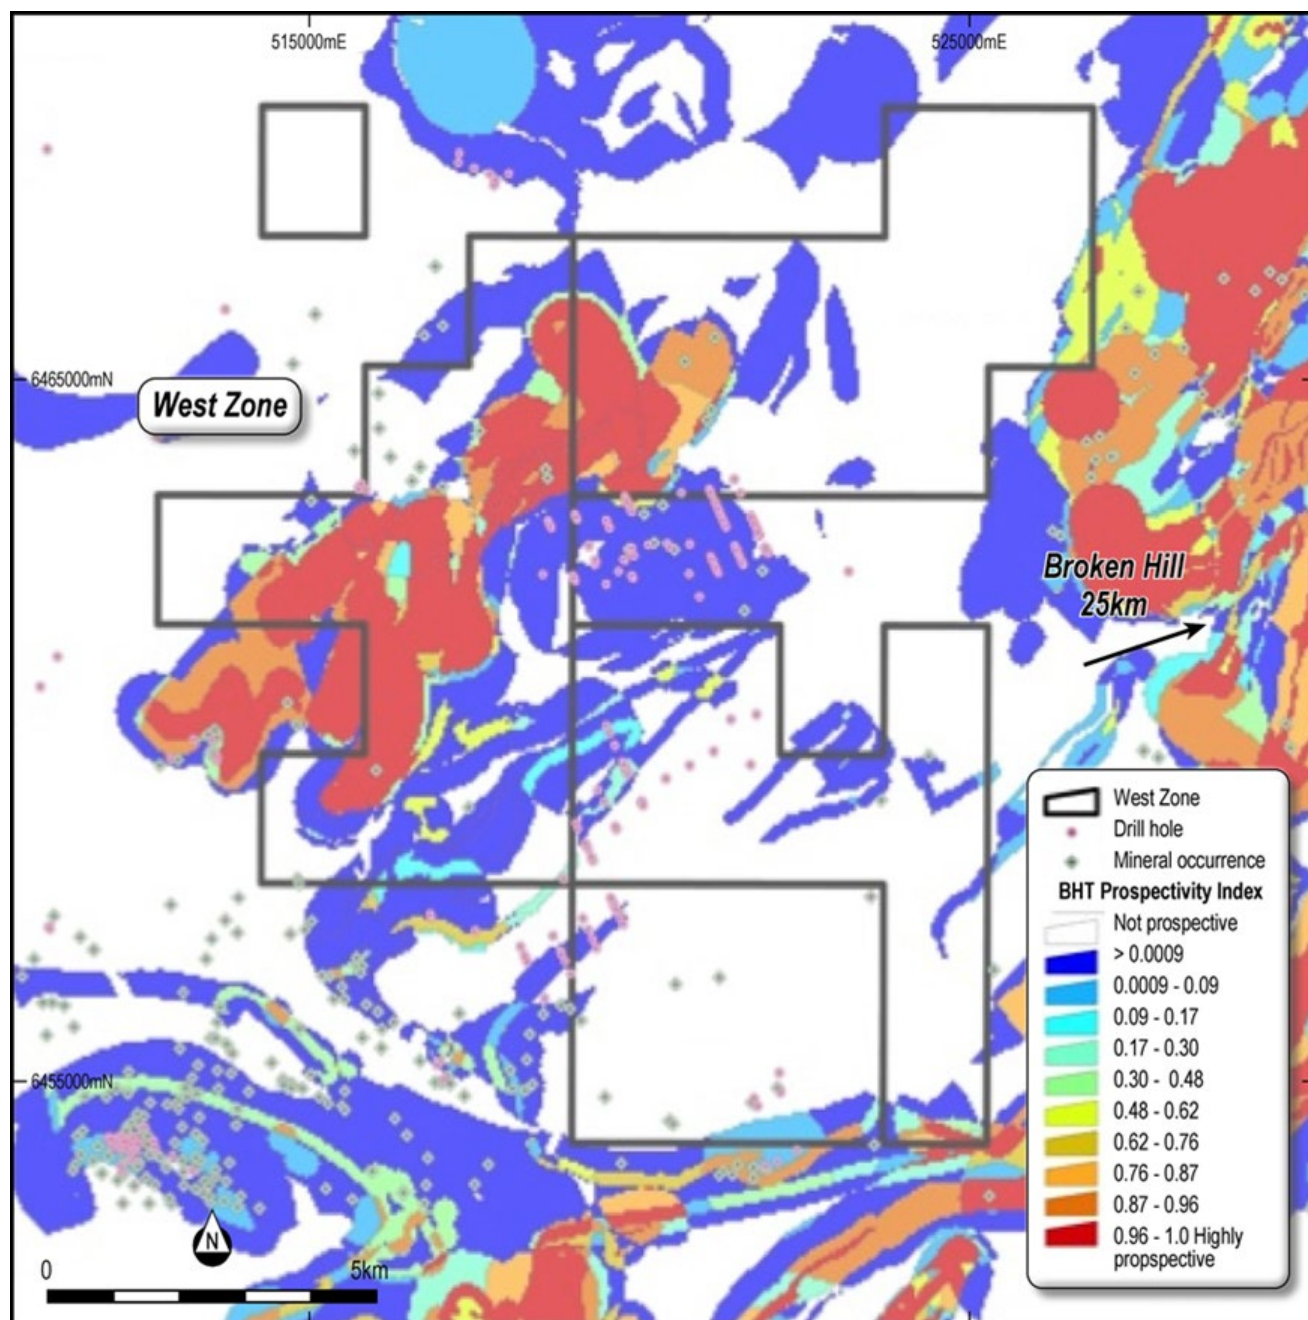 515000mE
525000mE
6465000mN
West Zone
Broken Hill
25km
6455000mN
N
0
5km
West Zone
Drill hole
Mineral occurrence
BHT Prospectivity Index
Not prospective
> 0.0009
0.0009 - 0.09
0.09 - 0.17
0.17 - 0.30
0.30 - 0.48
0.48 - 0.62
0.62 - 0.76
0.76 - 0.87
0.87 - 0.96
0.96 - 1.0 Highly
propspective